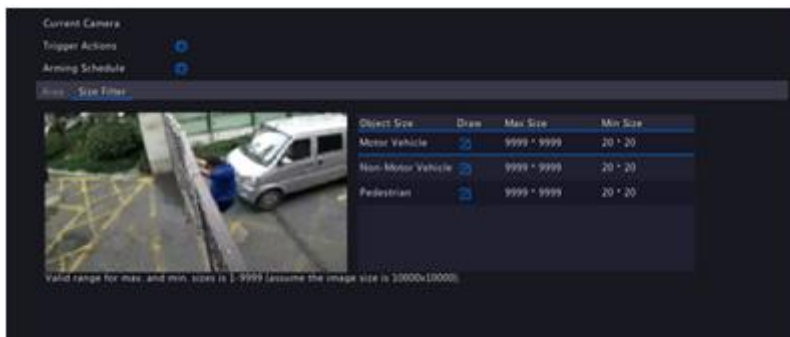 Current Camera
Trigger Actions
Arming Schedule
Area Size Filter
Object Size Draw Max Size Min Size
Motor Vehicle 9999 * 9999 20 * 20
Non-Motor Vehicle 9999 * 9999 20 * 20
Pedestrian 9999 * 9999 20 * 20
Valid range for max. and min. sizes is 1-9999 (assume the image size is 10000x10000).